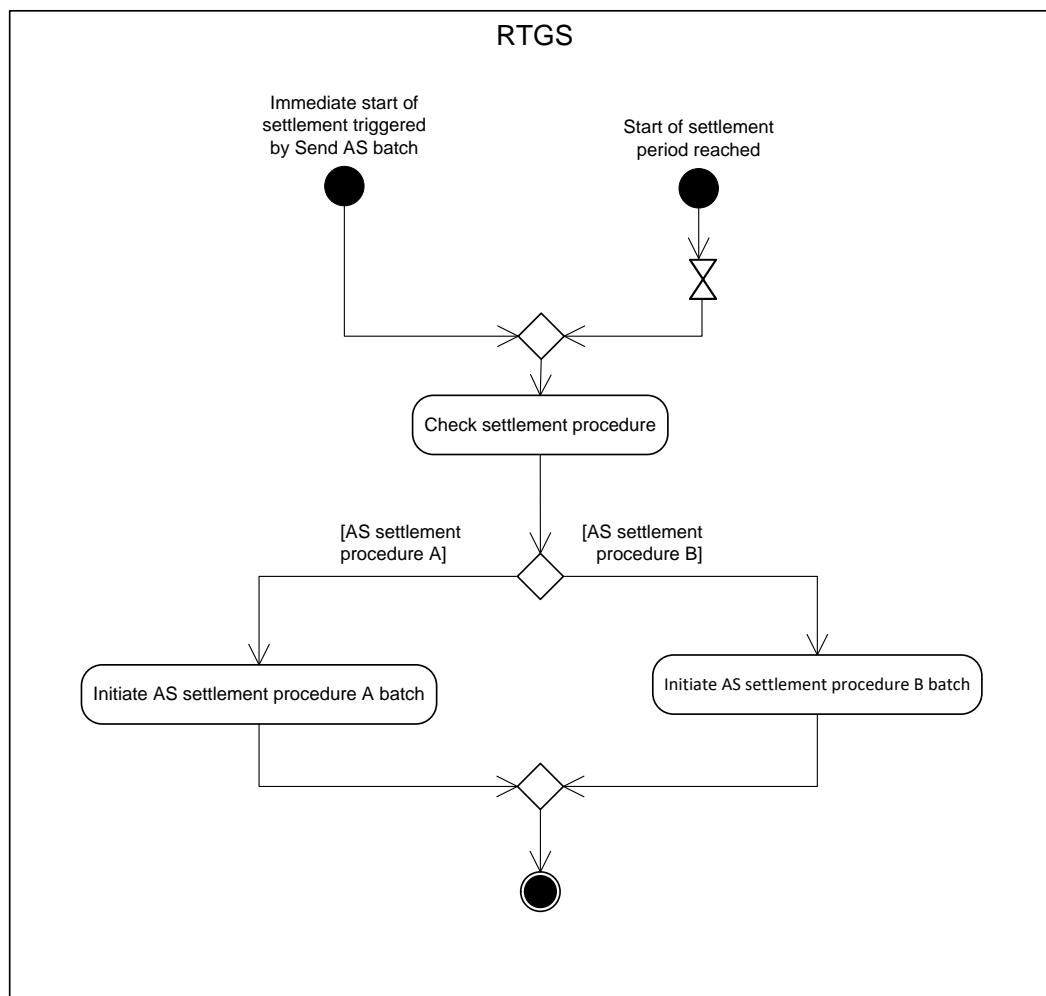 RTGS
Immediate start of
settlement triggered
by Send AS batch
Start of settlement
period reached
Check settlement procedure
[AS settlement
procedure A]
[AS settlement
procedure B]
Initiate AS settlement procedure A batch
Initiate AS settlement procedure B batch